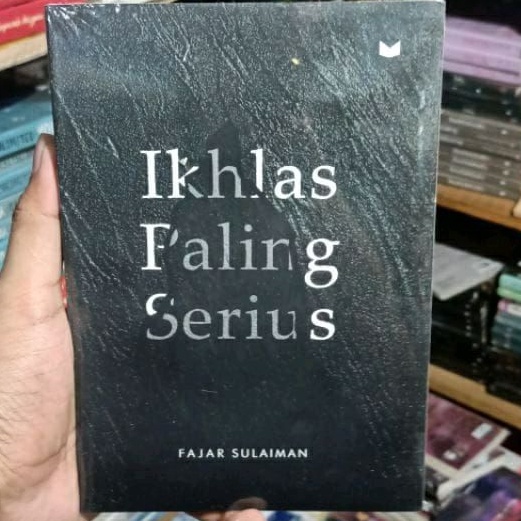 Ikhlas
Paling
Serius
FAJAR SULAIMAN